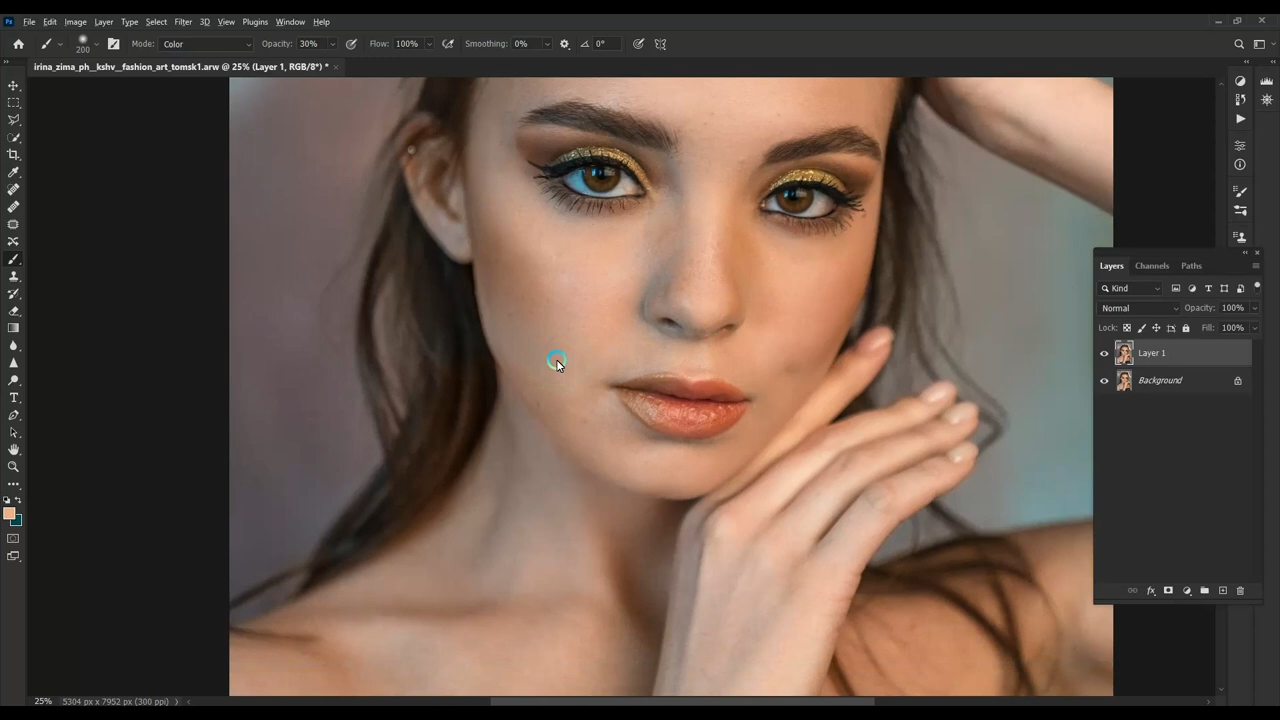 Ps File Edit Image Layer Type Select Filter 3D View Plugins Window Help
200 Mode: Color Opacity: 30% Flow: 100% Smoothing: 0% 0°
irina_zima_ph__kshv__fashion_art_tomsk1.arw @ 25% (Layer 1, RGB/8*) *
Layers Channels Paths
Kind
Normal Opacity: 100%
Lock: Fill: 100%
Layer 1
Background
25% 5304 px x 7952 px (300 ppi)